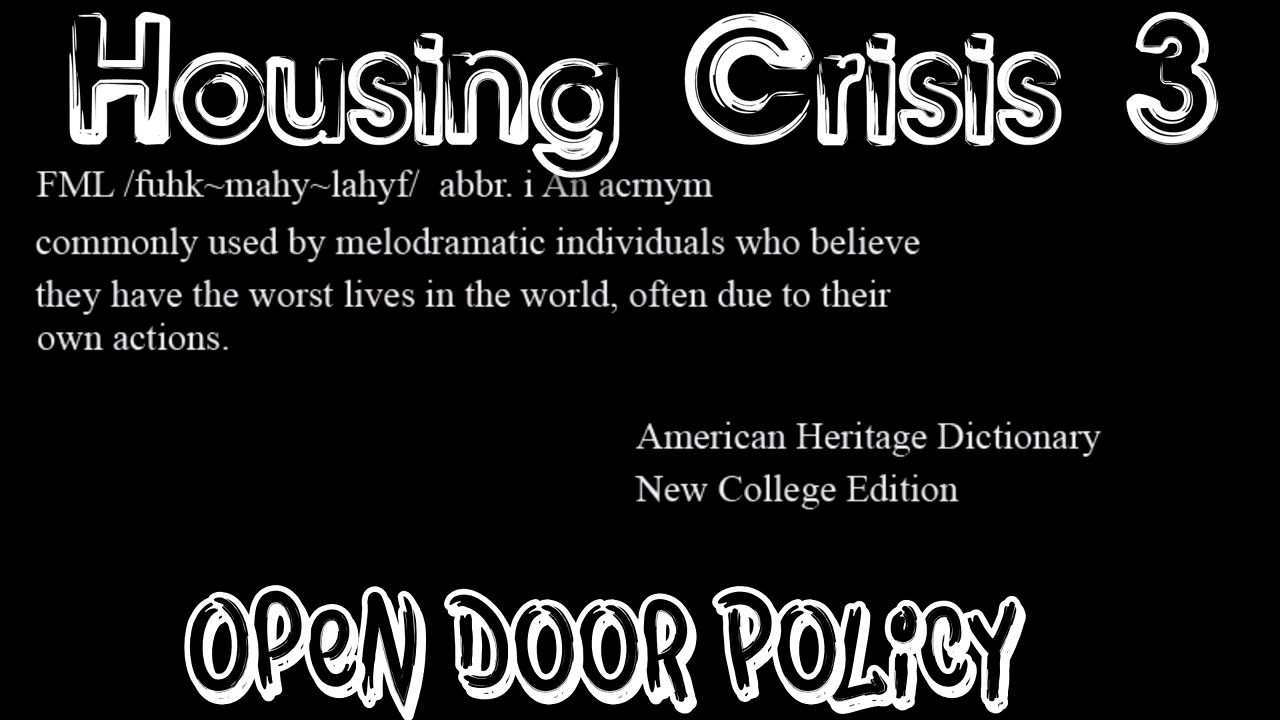 Housing Crisis 3
FML /fuhk~mahy~lahyf/ abbr. i An acrnym
commonly used by melodramatic individuals who believe
they have the worst lives in the world, often due to their
own actions.
American Heritage Dictionary
New College Edition
OPeN DOOR POLiCY